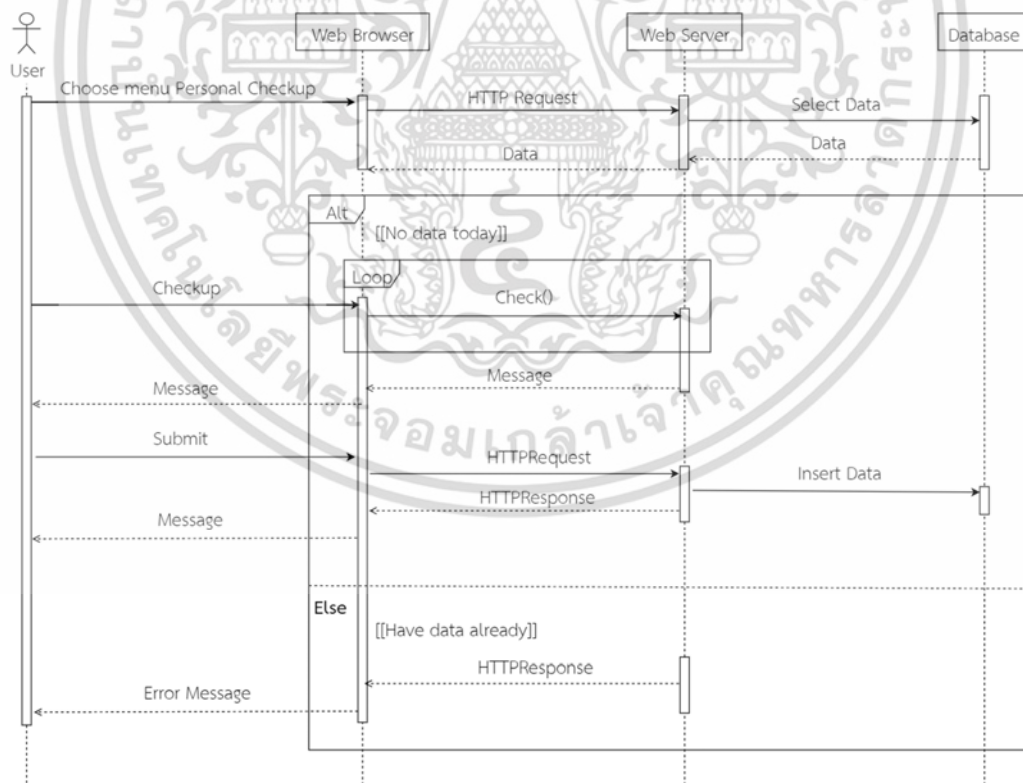 Web Browser
Web Server
Database
User
Choose menu Personal Checkup
HTTP Request
Select Data
Data
Data
Alt
[[No data today]]
Loop
Checkup
Check()
Message
Message
Submit
HTTPRequest
Insert Data
HTTPResponse
Message
Else
[[Have data already]]
HTTPResponse
Error Message